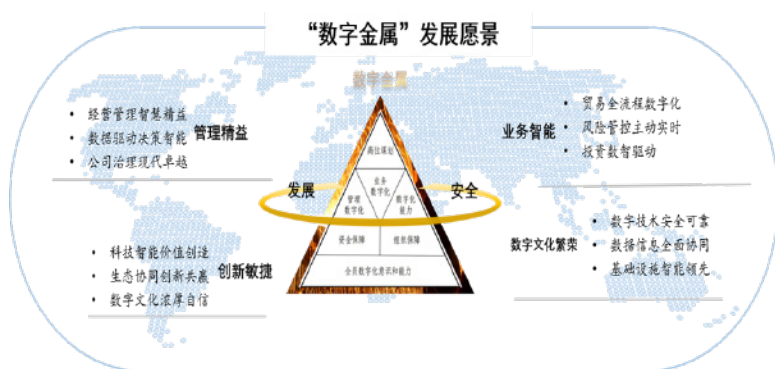 “数字金属”发展愿景
数字金属
• 经营管理智慧精益
• 数据驱动决策智能
• 公司治理现代卓越
管理精益
业务智能
• 贸易全流程数字化
• 风险管控主动实时
• 投资数智驱动
高位谋划
业务
数字化
管理
数字化
数字化
能力
发展
安全
资金保障
组织保障
全员数字化意识和能力
• 科技智能价值创造
• 生态协同创新共赢
• 数字文化浓厚自信
创新敏捷
数字文化繁荣
• 数字技术安全可靠
• 数据信息全面协同
• 基础设施智能领先